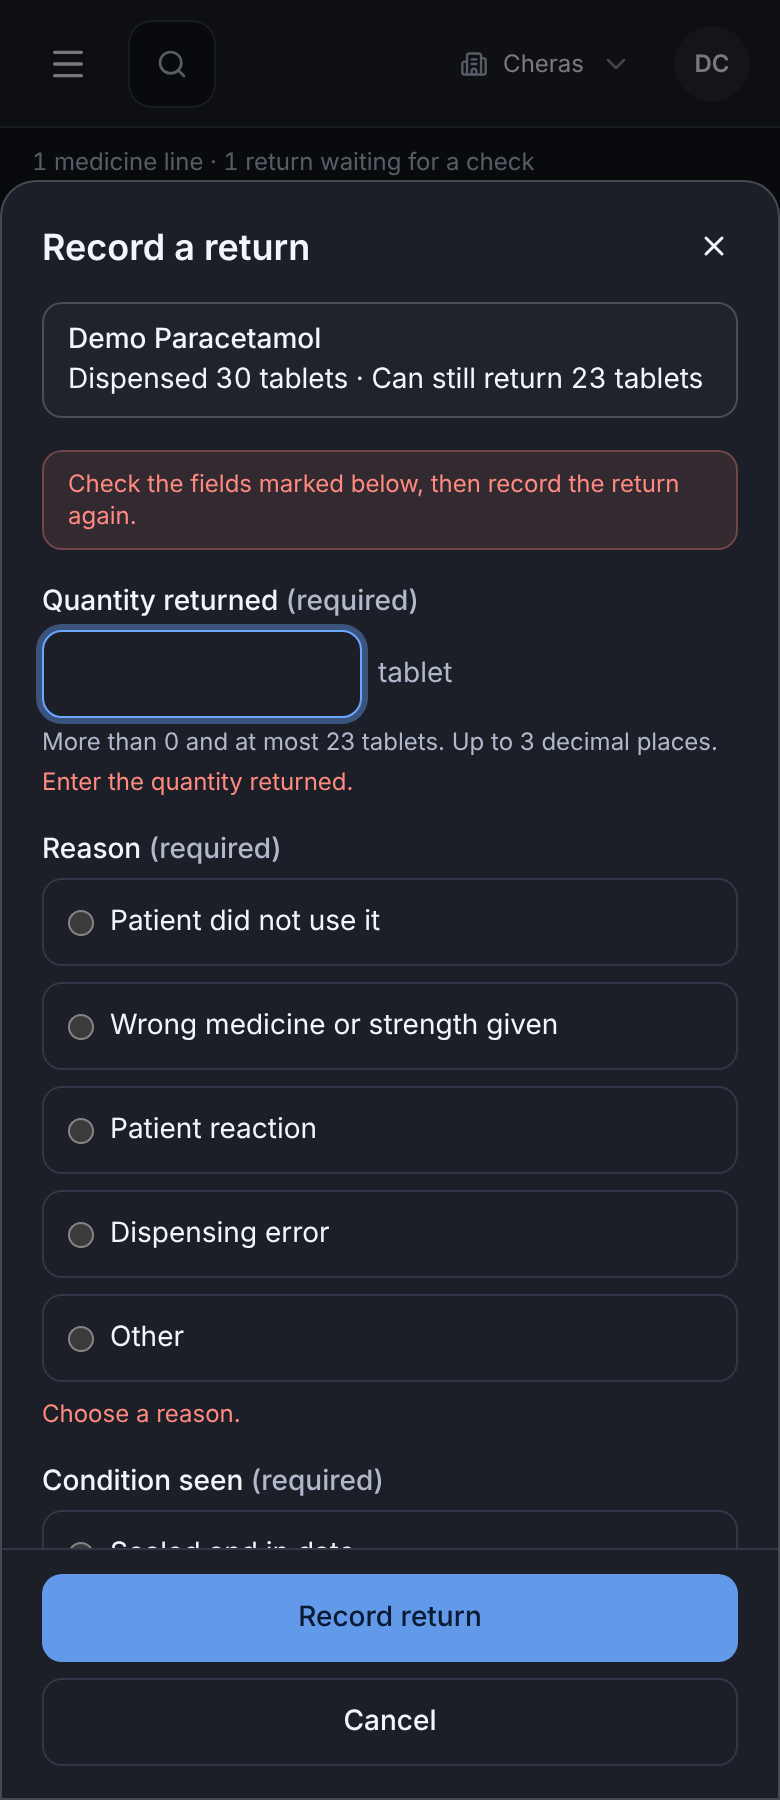 Cheras
DC
1 medicine line · 1 return waiting for a check
Record a return
Demo Paracetamol
Dispensed 30 tablets · Can still return 23 tablets
Check the fields marked below, then record the return
again.
Quantity returned (required)
tablet
More than 0 and at most 23 tablets. Up to 3 decimal places.
Enter the quantity returned.
Reason (required)
Patient did not use it
Wrong medicine or strength given
Patient reaction
Dispensing error
Other
Choose a reason.
Condition seen (required)
Sealed and in date
Record return
Cancel